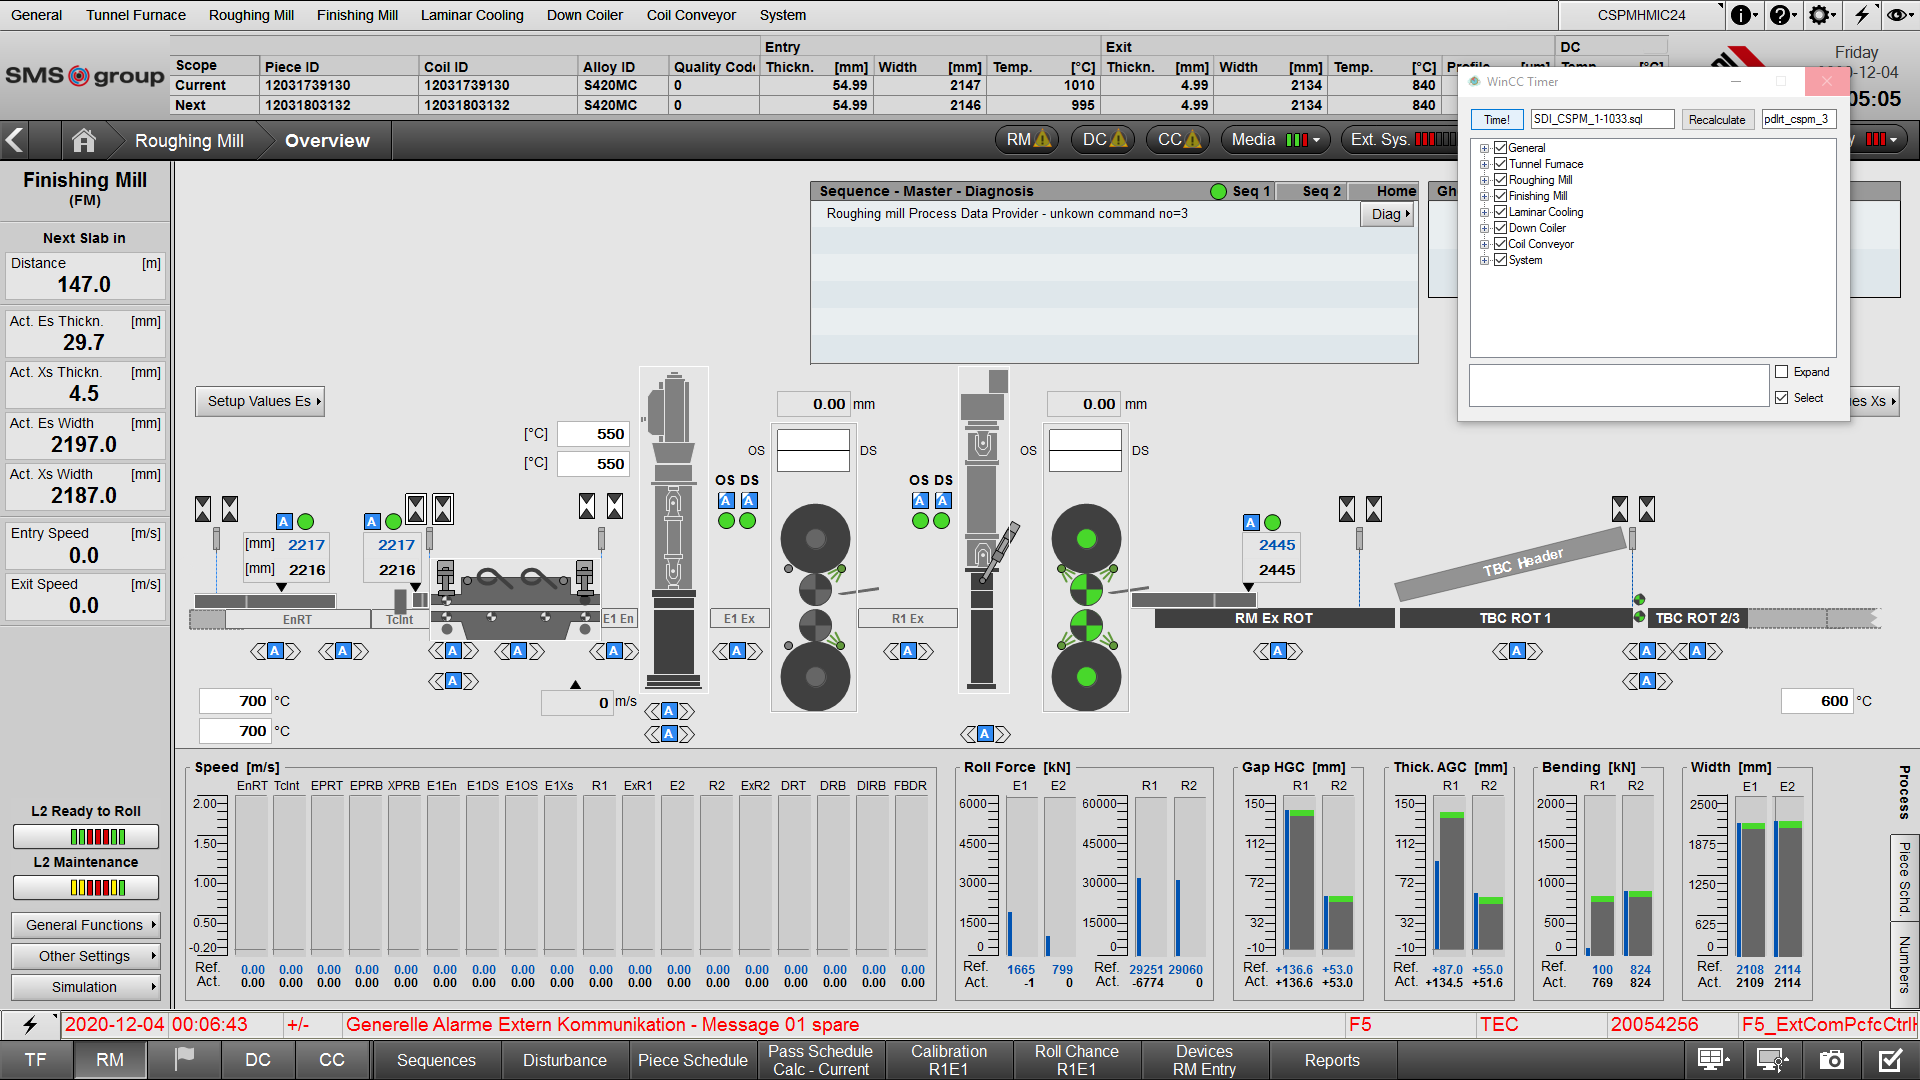 General Tunnel Furnace Roughing Mill Finishing Mill Laminar Cooling Down Coiler Coil Conveyor System CSPMHMIC24
SMS group
Entry Exit DC
Scope Piece ID Coil ID Alloy ID Quality Code Thickn. [mm] Width [mm] Temp. [°C] Thickn. [mm] Width [mm] Temp. [°C]
Current 12031739130 12031739130 S420MC 0 54.99 2147 1010 4.99 2134 840
Next 12031803132 12031803132 S420MC 0 54.99 2146 995 4.99 2134 840
Friday
-12-04
05:05
Roughing Mill Overview RM DC CC Media Ext. Sys.
WinCC Timer
Time! SDI_CSPM_1-1033.sql Recalculate pdlrt_cspm_3
General
Tunnel Furnace
Roughing Mill
Finishing Mill
Laminar Cooling
Down Coiler
Coil Conveyor
System
Expand
Select
Finishing Mill
(FM)
Next Slab in
Distance [m]
147.0
Act. Es Thickn. [mm]
29.7
Act. Xs Thickn. [mm]
4.5
Act. Es Width [mm]
2197.0
Act. Xs Width [mm]
2187.0
Entry Speed [m/s]
0.0
Exit Speed [m/s]
0.0
L2 Ready to Roll
L2 Maintenance
General Functions
Other Settings
Simulation
Sequence - Master - Diagnosis Seq 1 Seq 2 Home Gh
Roughing mill Process Data Provider - unkown command no=3 Diag
Setup Values Es
es Xs
0.00 mm 0.00 mm
[°C] 550
[°C] 550
OS DS OS DS
OS DS OS DS
A A A A
A A A
[mm] 2217 2217 2445
[mm] 2216 2216 2445
TBC Header
EnRT TcInt E1 En E1 Ex R1 Ex RM Ex ROT TBC ROT 1 TBC ROT 2/3
A A A A A A A A A A A
A A
700 °C 0 m/s 600 °C
700 °C
A
A A
Speed [m/s]
EnRT TcInt EPRT EPRB XPRB E1En E1DS E1OS E1Xs R1 ExR1 E2 R2 ExR2 DRT DRB DIRB FBDR
2.00
1.50
1.00
0.50
-0.20
Ref. 0.00 0.00 0.00 0.00 0.00 0.00 0.00 0.00 0.00 0.00 0.00 0.00 0.00 0.00 0.00 0.00 0.00 0.00
Act. 0.00 0.00 0.00 0.00 0.00 0.00 0.00 0.00 0.00 0.00 0.00 0.00 0.00 0.00 0.00 0.00 0.00 0.00
Roll Force [kN]
E1 E2 R1 R2
6000 60000
4500 45000
3000 30000
1500 15000
0 0
Ref. 1665 799 Ref. 29251 29060
Act. -1 0 Act. -6774 0
Gap HGC [mm]
R1 R2
150
112
72
32
-10
Ref. +136.6 +53.0
Act. +136.6 +53.0
Thick. AGC [mm]
R1 R2
150
112
72
32
-10
Ref. +87.0 +55.0
Act. +134.5 +51.6
Bending [kN]
R1 R2
2000
1500
1000
500
0
Ref. 100 824
Act. 769 824
Width [mm]
E1 E2
2500
1875
1250
625
0
Ref. 2108 2114
Act. 2109 2114
Process
Piece Schd.
Numbers
2020-12-04 00:06:43 +/- Generelle Alarme Extern Kommunikation - Message 01 spare F5 TEC 20054256 F5_ExtComPcfcCtrl
TF RM DC CC Sequences Disturbance Piece Schedule Pass Schedule Calc - Current Calibration R1E1 Roll Chance R1E1 Devices RM Entry Reports